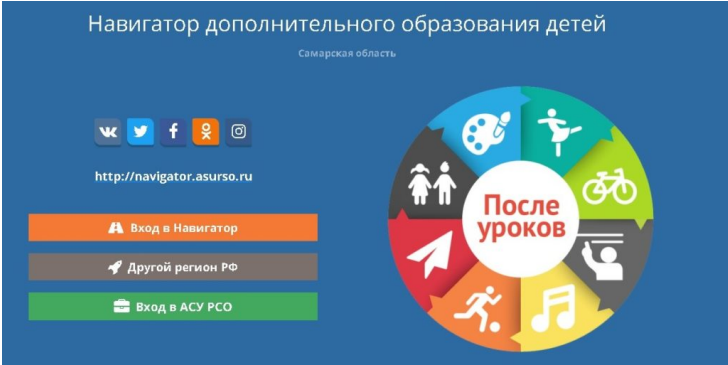 Навигатор дополнительного образования детей
Самарская область
http://navigator.asurso.ru
Вход в Навигатор
Другой регион РФ
Вход в АСУ РСО
После
уроков